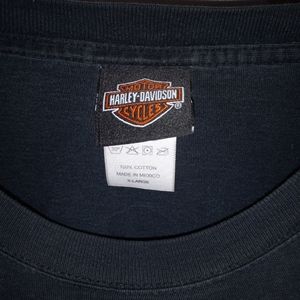 MOTOR
HARLEY-DAVIDSON
CYCLES
®
100% COTTON
MADE IN MEXICO
X-LARGE